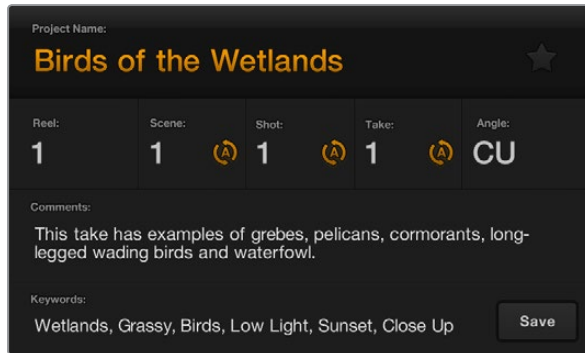 Project Name:
Birds of the Wetlands
Reel: Scene: Shot: Take: Angle:
1 1 A 1 A 1 A CU
Comments:
This take has examples of grebes, pelicans, cormorants, long-
legged wading birds and waterfowl.
Keywords:
Wetlands, Grassy, Birds, Low Light, Sunset, Close Up Save